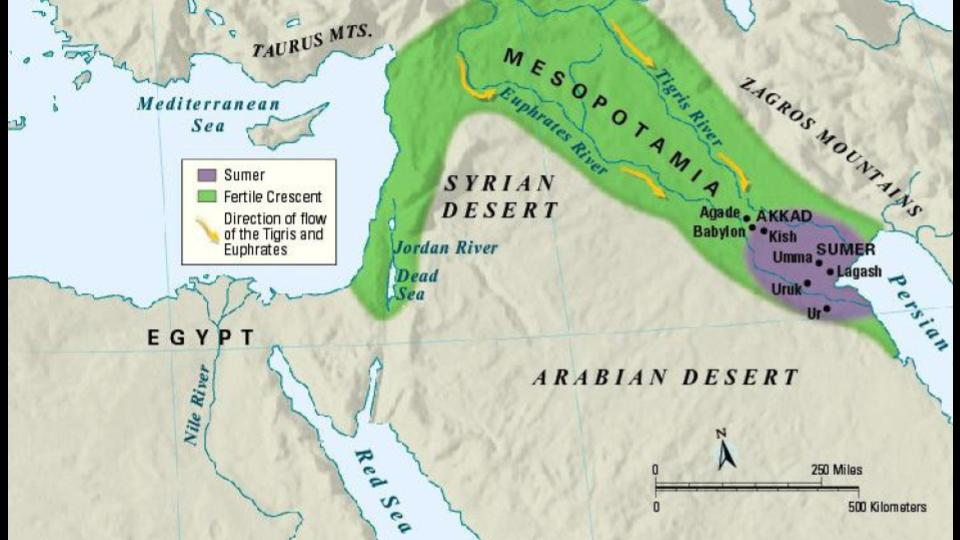 TAURUS MTS.
Mediterranean
Sea
MESOPOTAMIA
Tigris River
Euphrates River
ZAGROS MOUNTAINS
Sumer
Fertile Crescent
Direction of flow
of the Tigris and
Euphrates
SYRIAN
DESERT
Agade
AKKAD
Babylon
Kish
SUMER
Umma
Lagash
Uruk
Ur
Persian
Jordan River
Dead
Sea
EGYPT
Nile River
Red Sea
ARABIAN DESERT
N
0 250 Miles
0 500 Kilometers